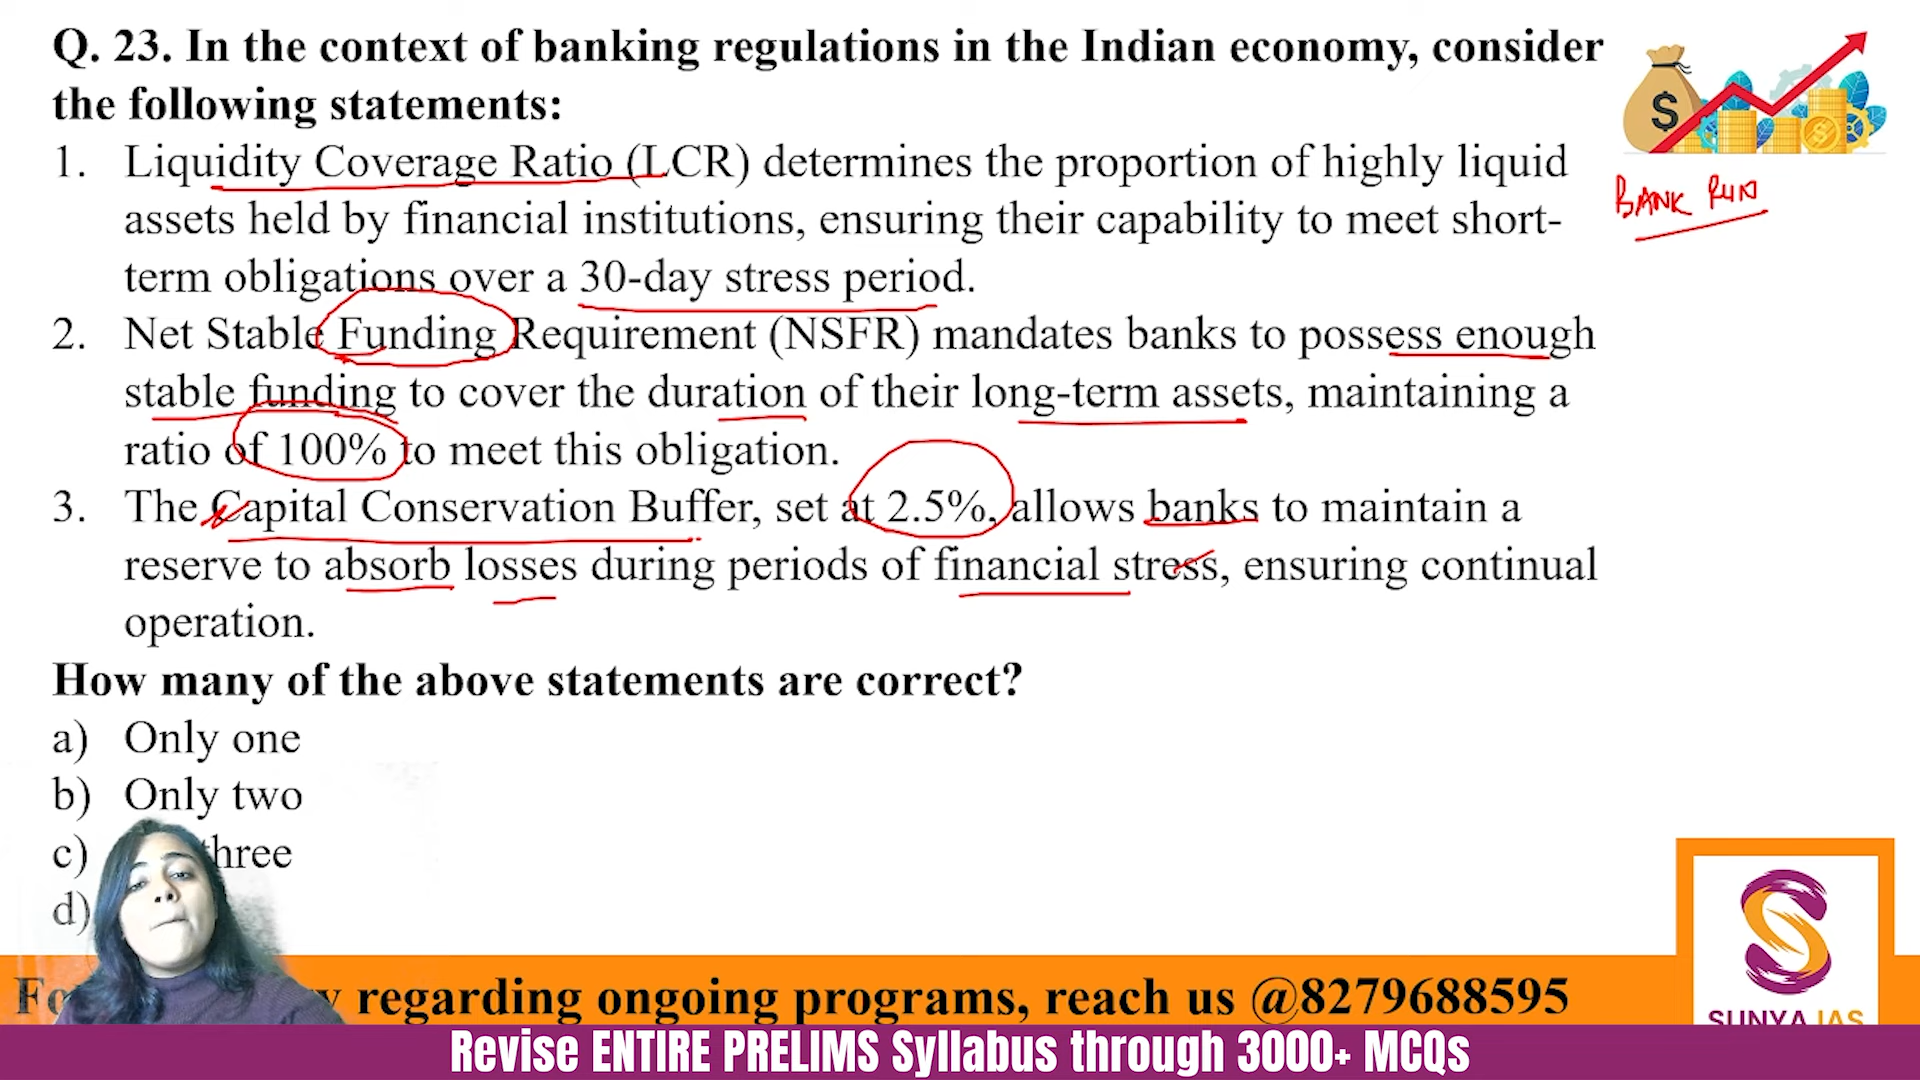 Q. 23. In the context of banking regulations in the Indian economy, consider
the following statements:
1. Liquidity Coverage Ratio (LCR) determines the proportion of highly liquid
assets held by financial institutions, ensuring their capability to meet short-
term obligations over a 30-day stress period.
2. Net Stable Funding Requirement (NSFR) mandates banks to possess enough
stable funding to cover the duration of their long-term assets, maintaining a
ratio of 100% to meet this obligation.
3. The Capital Conservation Buffer, set at 2.5%, allows banks to maintain a
reserve to absorb losses during periods of financial stress, ensuring continual
operation.
How many of the above statements are correct?
a) Only one
b) Only two
c) three
d)
$
BANK RUN
regarding ongoing programs, reach us @8279688595
SUNYA IAS
Revise ENTIRE PRELIMS Syllabus through 3000+ MCQs